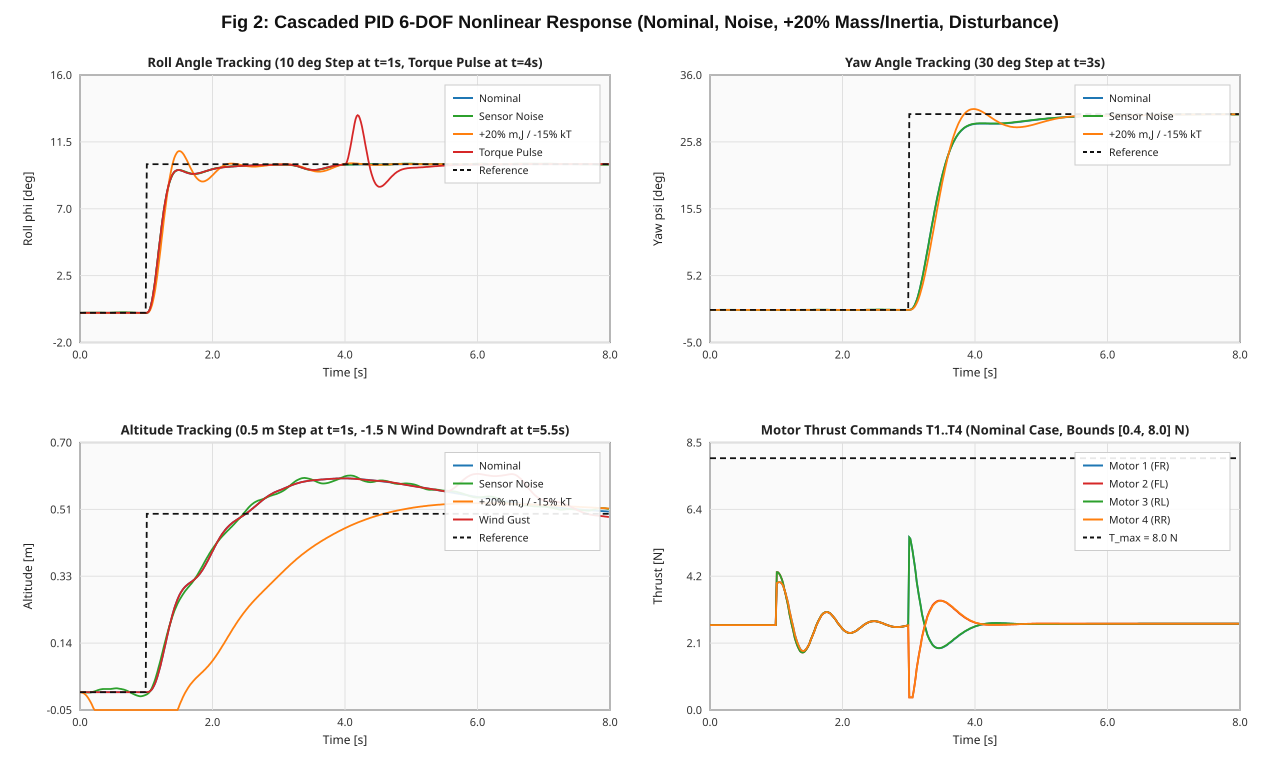 Fig 2: Cascaded PID 6-DOF Nonlinear Response (Nominal, Noise, +20% Mass/Inertia, Disturbance)
Roll Angle Tracking (10 deg Step at t=1s, Torque Pulse at t=4s)
16.0
11.5
7.0
2.5
-2.0
Roll phi [deg]
0.0 2.0 4.0 6.0 8.0
Time [s]
Nominal
Sensor Noise
+20% m,J / -15% kT
Torque Pulse
Reference
Yaw Angle Tracking (30 deg Step at t=3s)
36.0
25.8
15.5
5.2
-5.0
Yaw psi [deg]
0.0 2.0 4.0 6.0 8.0
Time [s]
Nominal
Sensor Noise
+20% m,J / -15% kT
Reference
Altitude Tracking (0.5 m Step at t=1s, -1.5 N Wind Downdraft at t=5.5s)
0.70
0.51
0.33
0.14
-0.05
Altitude [m]
0.0 2.0 4.0 6.0 8.0
Time [s]
Nominal
Sensor Noise
+20% m,J / -15% kT
Wind Gust
Reference
Motor Thrust Commands T1..T4 (Nominal Case, Bounds [0.4, 8.0] N)
8.5
6.4
4.2
2.1
0.0
Thrust [N]
0.0 2.0 4.0 6.0 8.0
Time [s]
Motor 1 (FR)
Motor 2 (FL)
Motor 3 (RL)
Motor 4 (RR)
T_max = 8.0 N